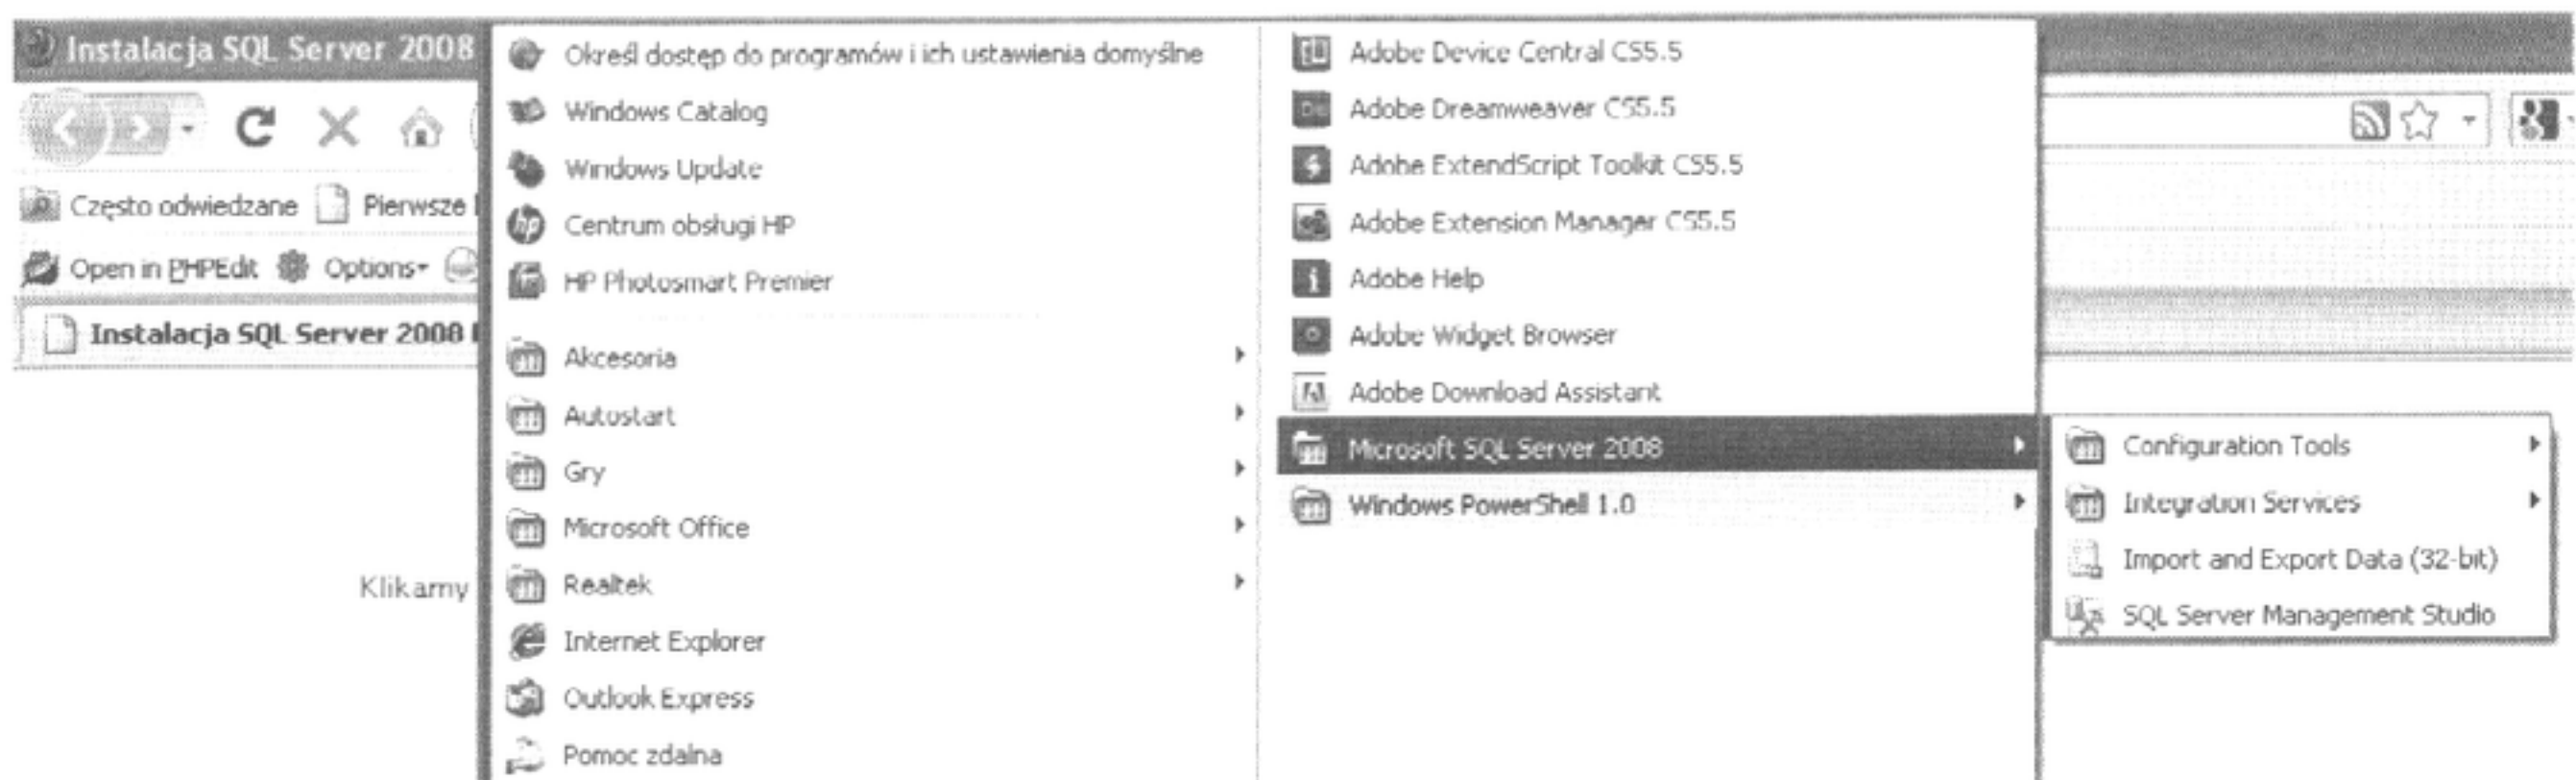 Instalacja SQL Server 2008
Często odwiedzane
Pierwsze
Open in PHPEdit
Options
Instalacja SQL Server 2008
Klikamy
Określ dostęp do programów i ich ustawienia domyślne
Windows Catalog
Windows Update
Centrum obsługi HP
HP Photosmart Premier
Akcesoria
Autostart
Gry
Microsoft Office
Realtek
Internet Explorer
Outlook Express
Pomoc zdalna
Adobe Device Central CS5.5
Adobe Dreamweaver CS5.5
Adobe ExtendScript Toolkit CS5.5
Adobe Extension Manager CS5.5
Adobe Help
Adobe Widget Browser
Adobe Download Assistant
Microsoft SQL Server 2008
Windows PowerShell 1.0
Configuration Tools
Integration Services
Import and Export Data (32-bit)
SQL Server Management Studio